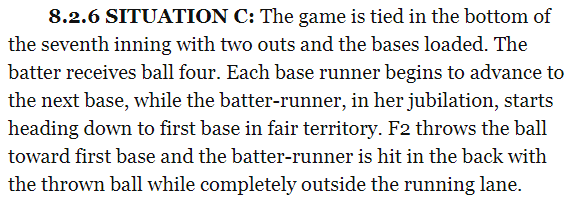 8.2.6 SITUATION C: The game is tied in the bottom of
the seventh inning with two outs and the bases loaded. The
batter receives ball four. Each base runner begins to advance to
the next base, while the batter-runner, in her jubilation, starts
heading down to first base in fair territory. F2 throws the ball
toward first base and the batter-runner is hit in the back with
the thrown ball while completely outside the running lane.